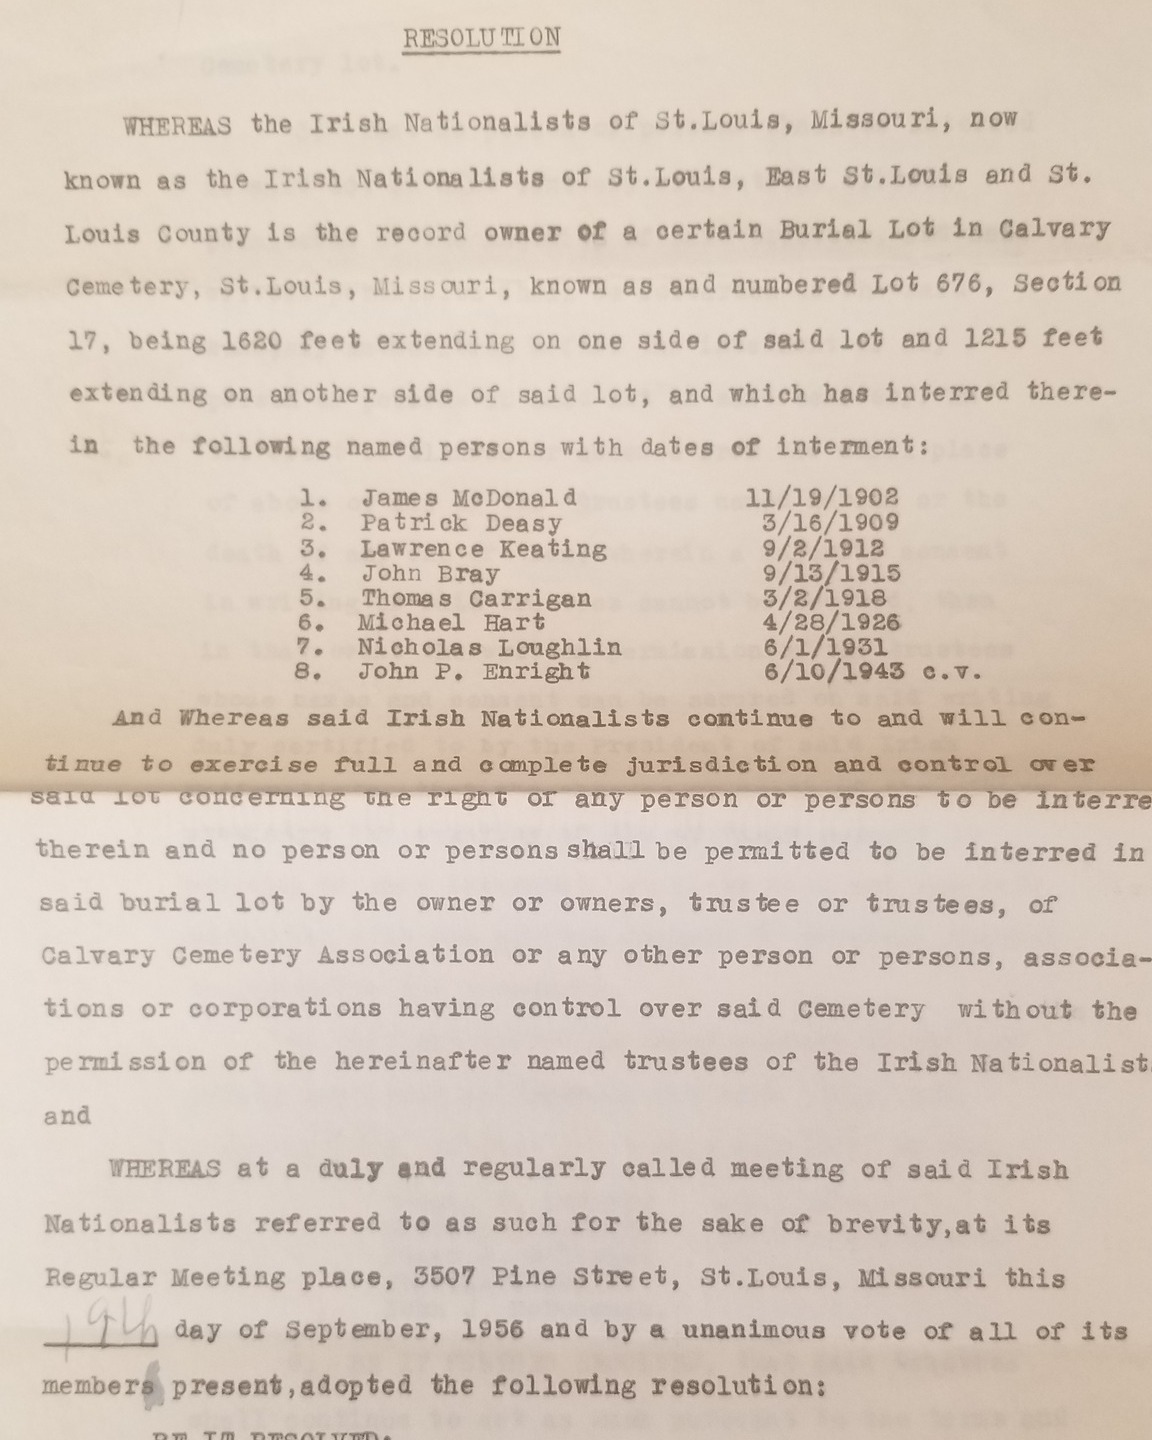 RESOLUTION
WHEREAS the Irish Nationalists of St.Louis, Missouri, now
known as the Irish Nationalists of St.Louis, East St.Louis and St.
Louis County is the record owner of a certain Burial Lot in Calvary
Cemetery, St.Louis, Missouri, known as and numbered Lot 676, Section
17, being 1620 feet extending on one side of said lot and 1215 feet
extending on another side of said lot, and which has interred there-
in the following named persons with dates of interment:
1. James McDonald 11/19/1902
2. Patrick Deasy 3/16/1909
3. Lawrence Keating 9/2/1912
4. John Bray 9/13/1915
5. Thomas Carrigan 3/2/1918
6. Michael Hart 4/28/1926
7. Nicholas Loughlin 6/1/1931
8. John P. Enright 6/10/1943 c.v.
And Whereas said Irish Nationalists continue to and will con-
tinue to exercise full and complete jurisdiction and control over
said lot concerning the right of any person or persons to be interre
therein and no person or persons shall be permitted to be interred in
said burial lot by the owner or owners, trustee or trustees, of
Calvary Cemetery Association or any other person or persons, associa-
tions or corporations having control over said Cemetery without the
permission of the hereinafter named trustees of the Irish Nationalist
and
WHEREAS at a duly and regularly called meeting of said Irish
Nationalists referred to as such for the sake of brevity,at its
Regular Meeting place, 3507 Pine Street, St.Louis, Missouri this
19th day of September, 1956 and by a unanimous vote of all of its
members present,adopted the following resolution:
BE IT RESOLVED: